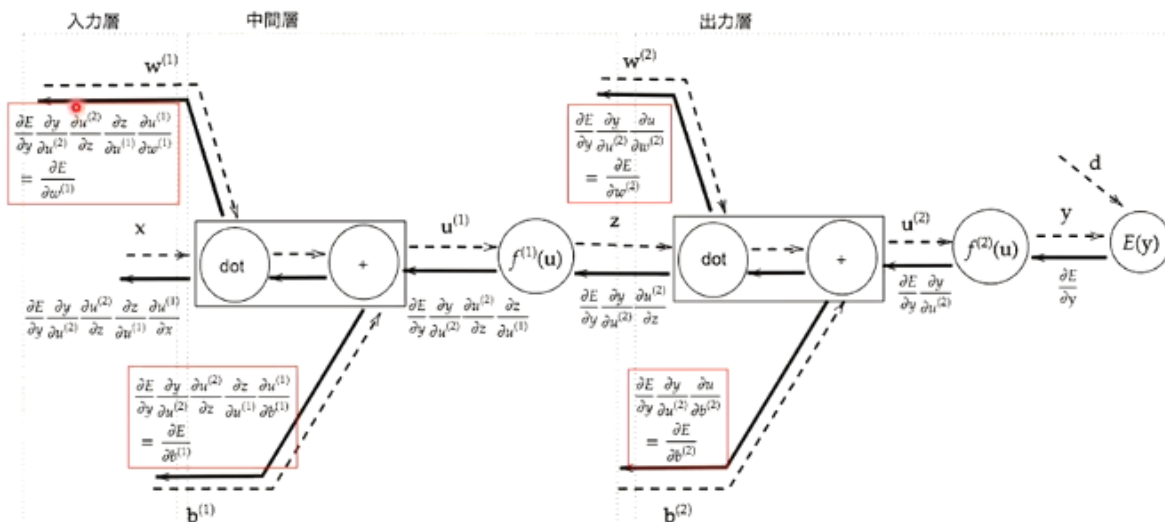 入力層 中間層 出力層
w⁽¹⁾ w⁽²⁾
∂E/∂y ∂y/∂u⁽²⁾ ∂u⁽²⁾/∂z ∂z/∂u⁽¹⁾ ∂u⁽¹⁾/∂w⁽¹⁾
= ∂E/∂w⁽¹⁾
∂E/∂y ∂y/∂u⁽²⁾ ∂u/∂w⁽²⁾
= ∂E/∂w⁽²⁾
d
x u⁽¹⁾ z u⁽²⁾ y
dot + f⁽¹⁾(u) dot + f⁽²⁾(u) E(y)
∂E/∂y ∂y/∂u⁽²⁾ ∂u⁽²⁾/∂z ∂z/∂u⁽¹⁾ ∂u⁽¹⁾/∂x
∂E/∂y ∂y/∂u⁽²⁾ ∂u⁽²⁾/∂z ∂z/∂u⁽¹⁾
∂E/∂y ∂y/∂u⁽²⁾ ∂u⁽²⁾/∂z
∂E/∂y ∂y/∂u⁽²⁾
∂E/∂y
∂E/∂y ∂y/∂u⁽²⁾ ∂u⁽²⁾/∂z ∂z/∂u⁽¹⁾ ∂u⁽¹⁾/∂b⁽¹⁾
= ∂E/∂b⁽¹⁾
∂E/∂y ∂y/∂u⁽²⁾ ∂u/∂b⁽²⁾
= ∂E/∂b⁽²⁾
b⁽¹⁾ b⁽²⁾